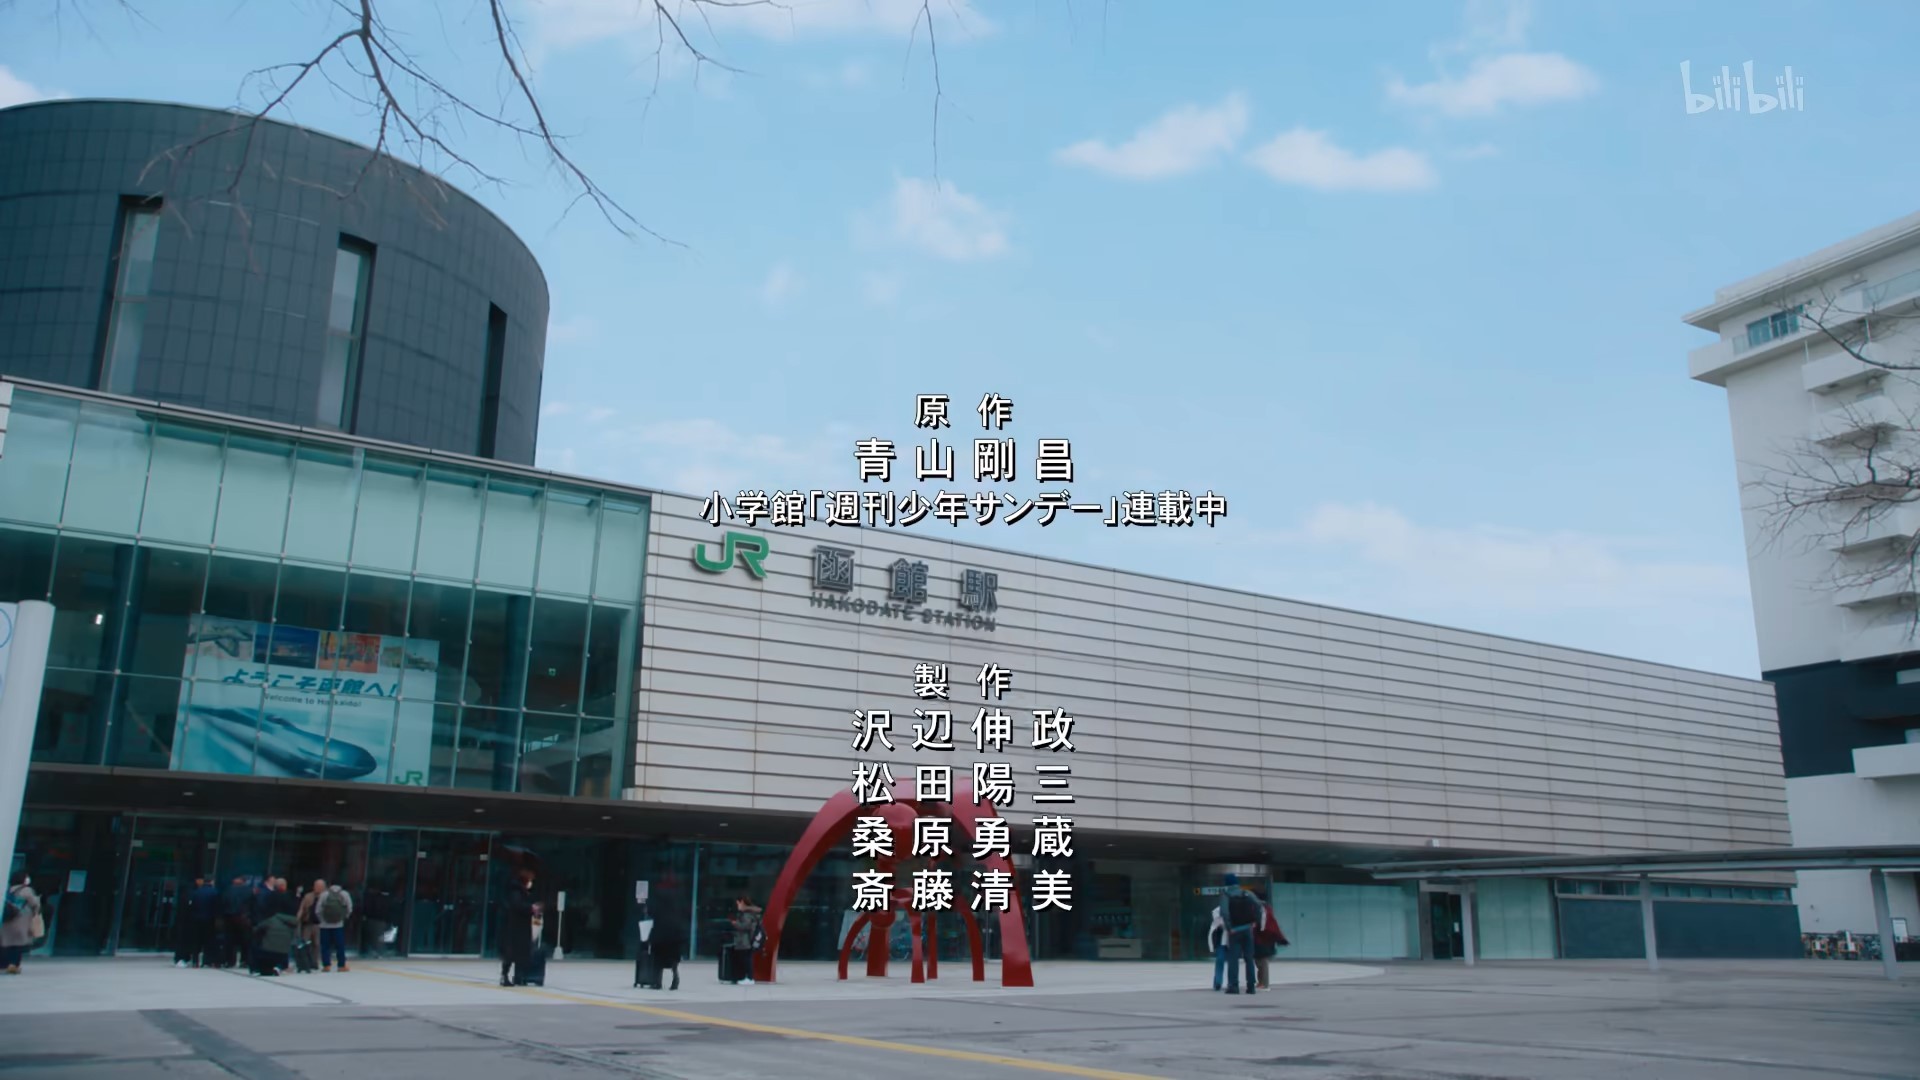 bilibili
原作
青山剛昌
小学館「週刊少年サンデー」連載中
JR 函館駅
HAKODATE STATION
ようこそ函館へ!
Welcome to Hokkaido!
JR
製作
沢辺伸政
松田陽三
桑原勇蔵
斎藤清美